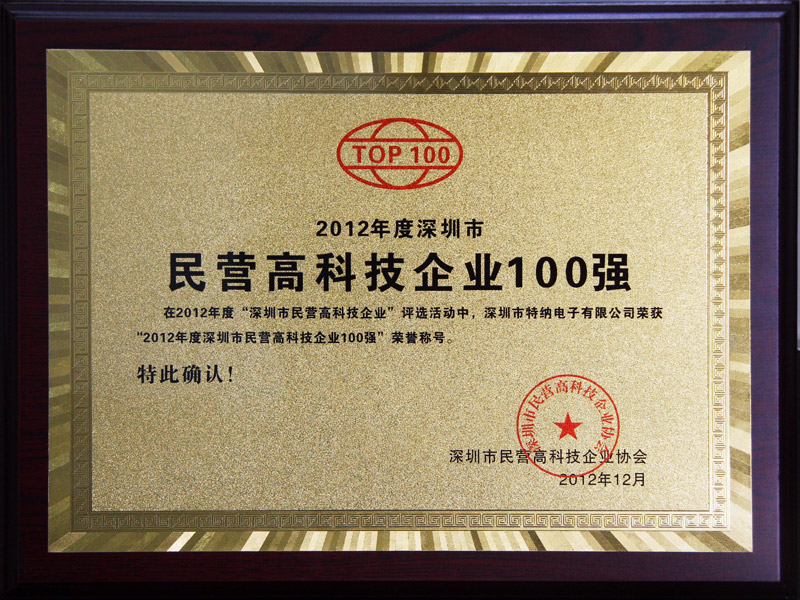 TOP 100
2012年度深圳市
民营高科技企业100强
在2012年度“深圳市民营高科技企业”评选活动中，深圳市特纳电子有限公司荣获
“2012年度深圳市民营高科技企业100强”荣誉称号。
特此确认！
深圳市民营高科技企业协会
深圳市民营高科技企业协会
2012年12月